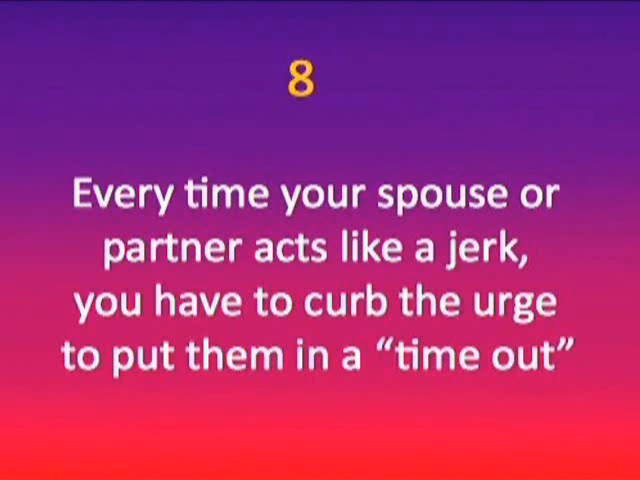 8
Every time your spouse or
partner acts like a jerk,
you have to curb the urge
to put them in a “time out”